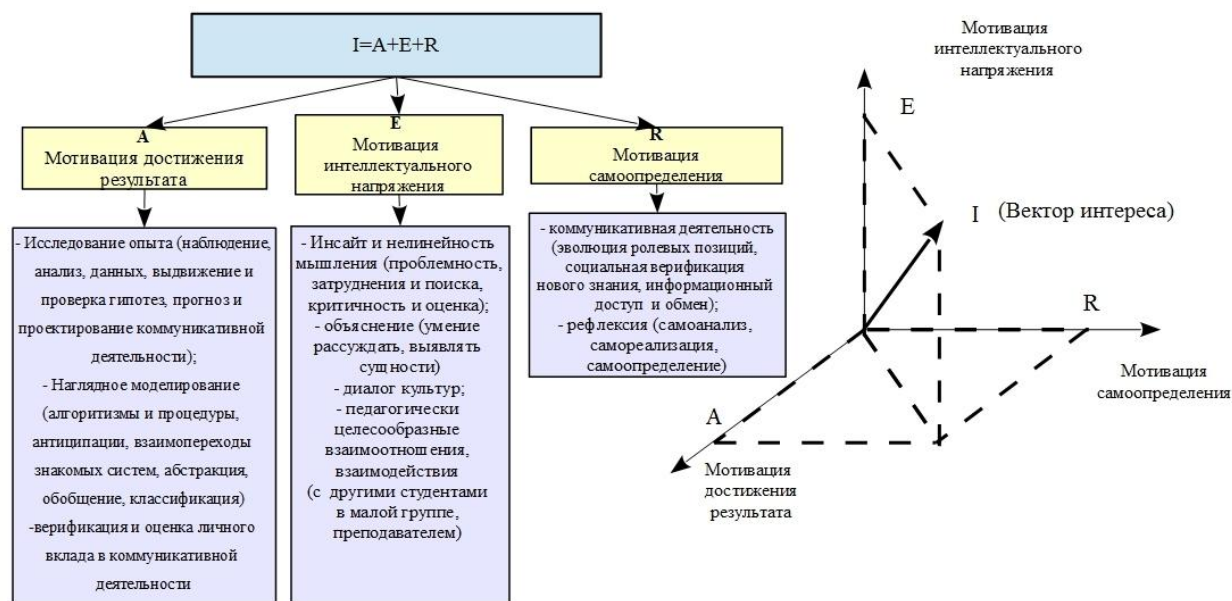 I=A+E+R
A
Мотивация достижения
результата
E
Мотивация
интеллектуального
напряжения
R
Мотивация
самоопределения
- Исследование опыта (наблюдение,
анализ, данных, выдвижение и
проверка гипотез, прогноз и
проектирование коммуникативной
деятельности);
- Наглядное моделирование
(алгоритмы и процедуры,
антиципации, взаимопереходы
знакомых систем, абстракция,
обобщение, классификация)
-верификация и оценка личного
вклада в коммуникативной
деятельности
- Инсайт и нелинейность
мышления (проблемность,
затруднения и поиска,
критичность и оценка);
- объяснение (умение
рассуждать, выявлять
сущности)
- диалог культур;
- педагогически
целесообразные
взаимоотношения,
взаимодействия
(с другими студентами
в малой группе,
преподавателем)
- коммуникативная деятельность
(эволюция ролевых позиций,
социальная верификация
нового знания, информационный
доступ и обмен);
- рефлексия (самоанализ,
самореализация,
самоопределение)
Мотивация
интеллектуального
напряжения
E
I (Вектор интереса)
R
Мотивация
самоопределения
A
Мотивация
достижения
результата